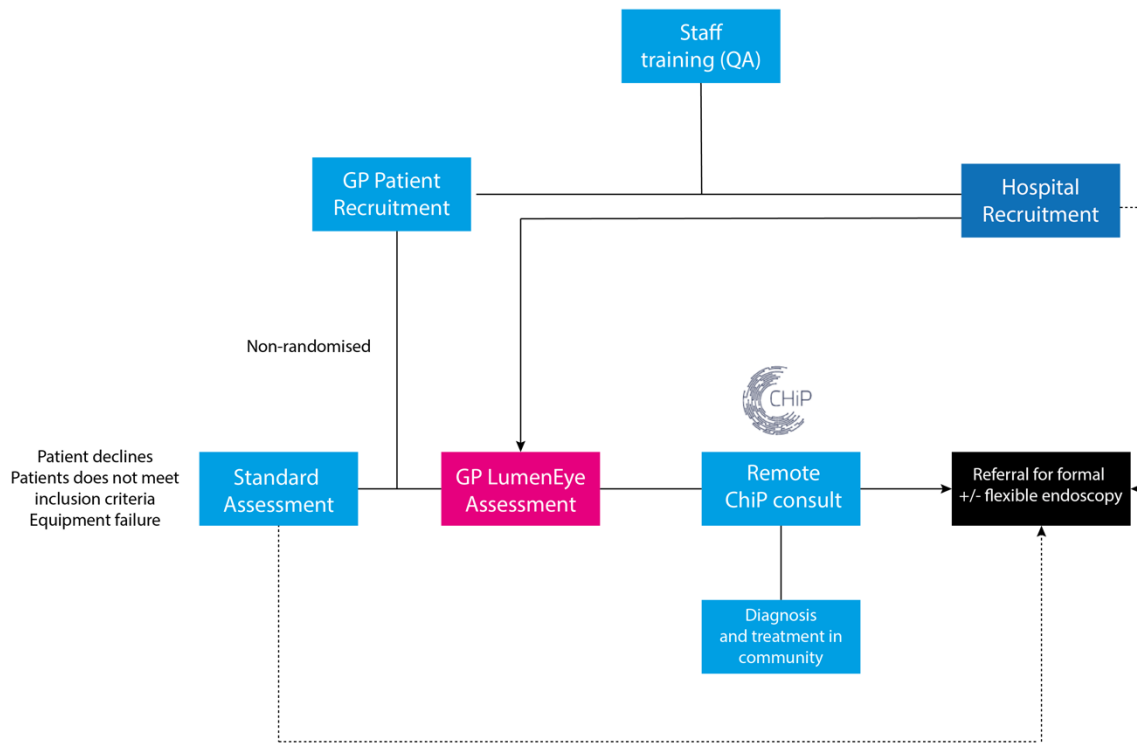 Staff
training (QA)
GP Patient
Recruitment
Hospital
Recruitment
Non-randomised
CHiP
Patient declines
Patients does not meet
inclusion criteria
Equipment failure
Standard
Assessment
GP LumenEye
Assessment
Remote
ChiP consult
Referral for formal
+/- flexible endoscopy
Diagnosis
and treatment in
community